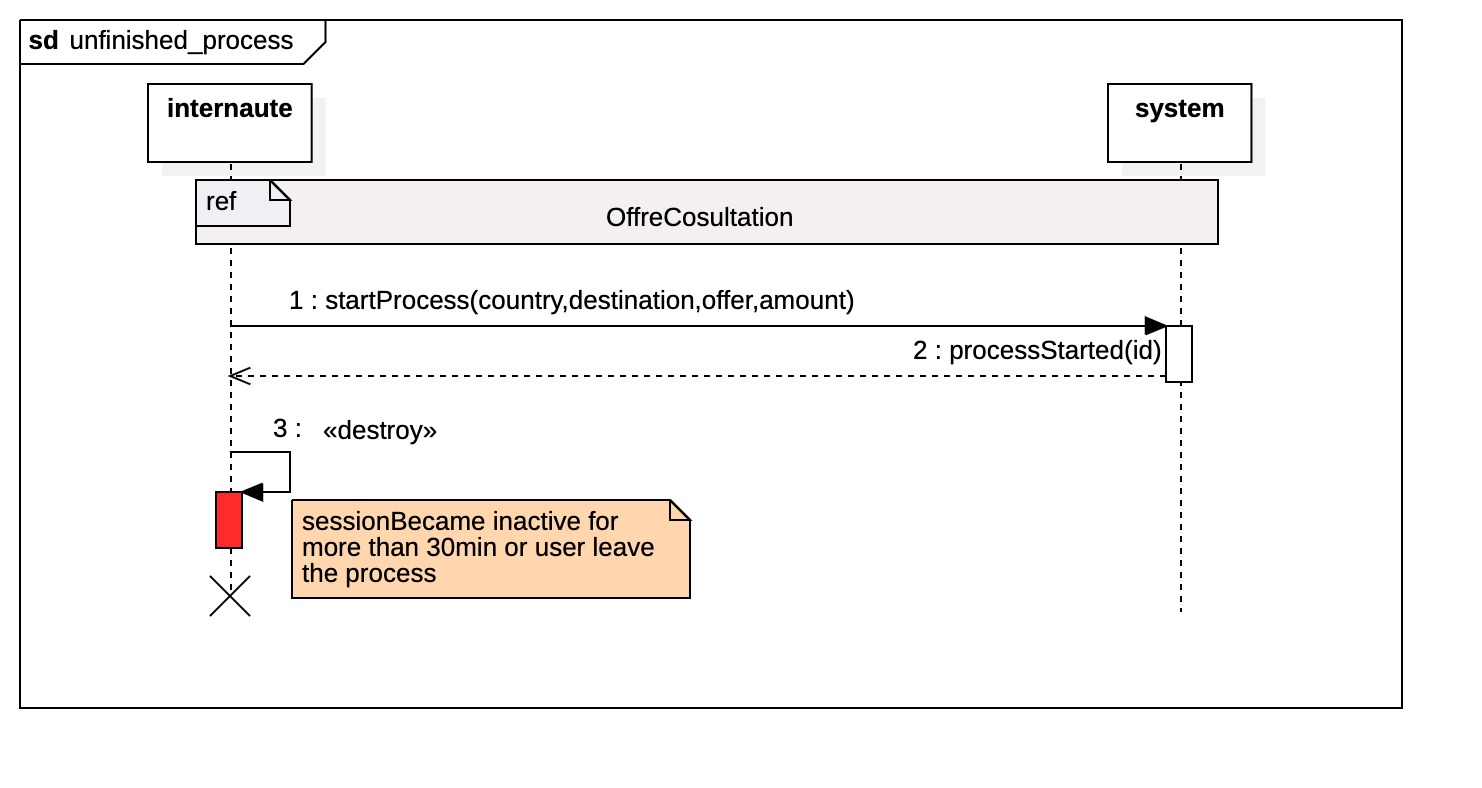 sd unfinished_process
internaute
system
ref
OffreCosultation
1 : startProcess(country,destination,offer,amount)
2 : processStarted(id)
3 : «destroy»
sessionBecame inactive for
more than 30min or user leave
the process